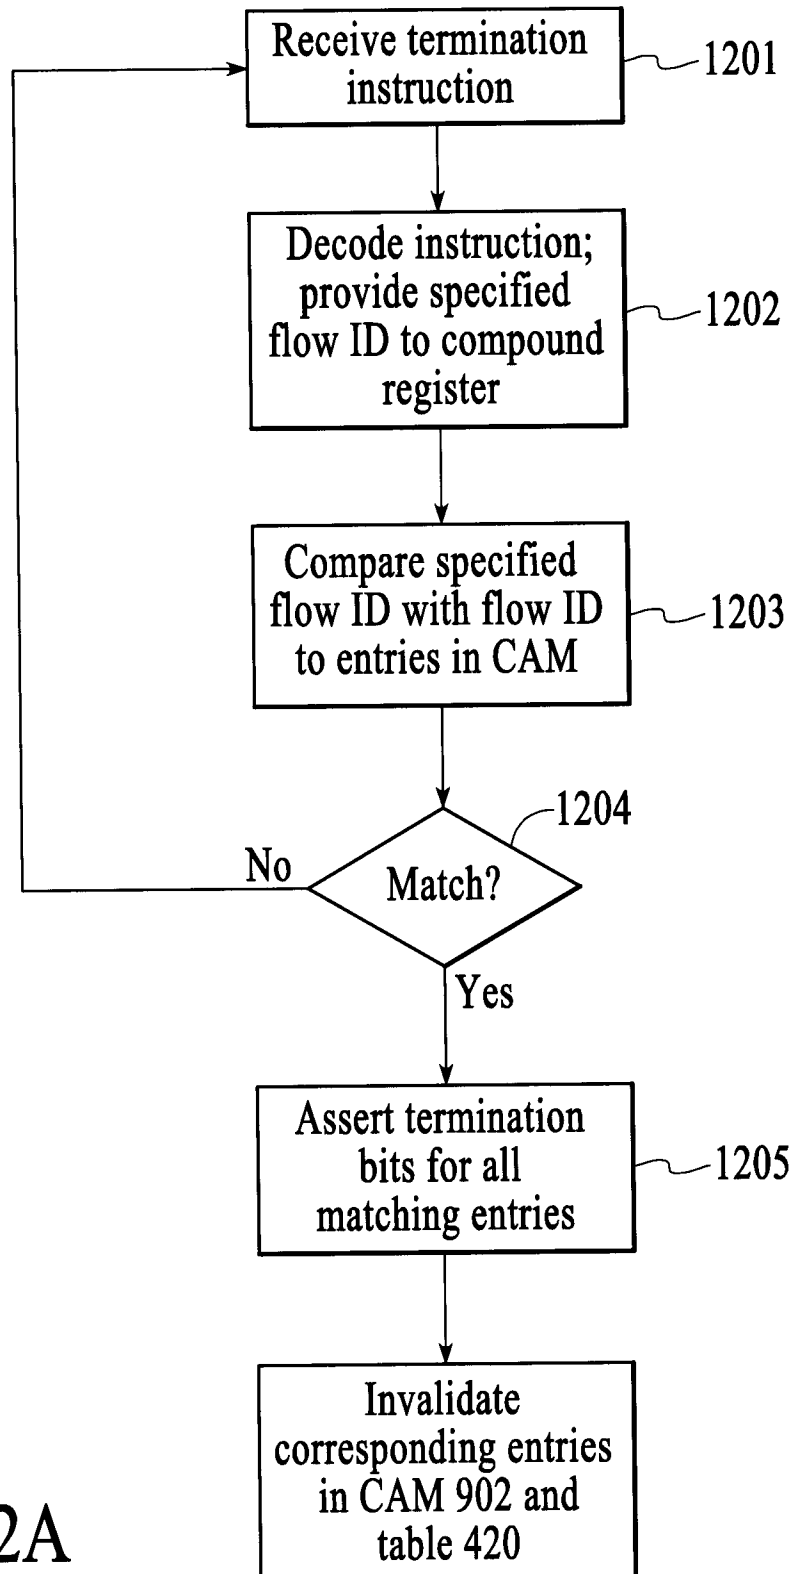 Receive termination
instruction
1201
Decode instruction;
provide specified
flow ID to compound
register
1202
Compare specified
flow ID with flow ID
to entries in CAM
1203
1204
Match?
No
Yes
Assert termination
bits for all
matching entries
1205
Invalidate
corresponding entries
in CAM 902 and
table 420
2A